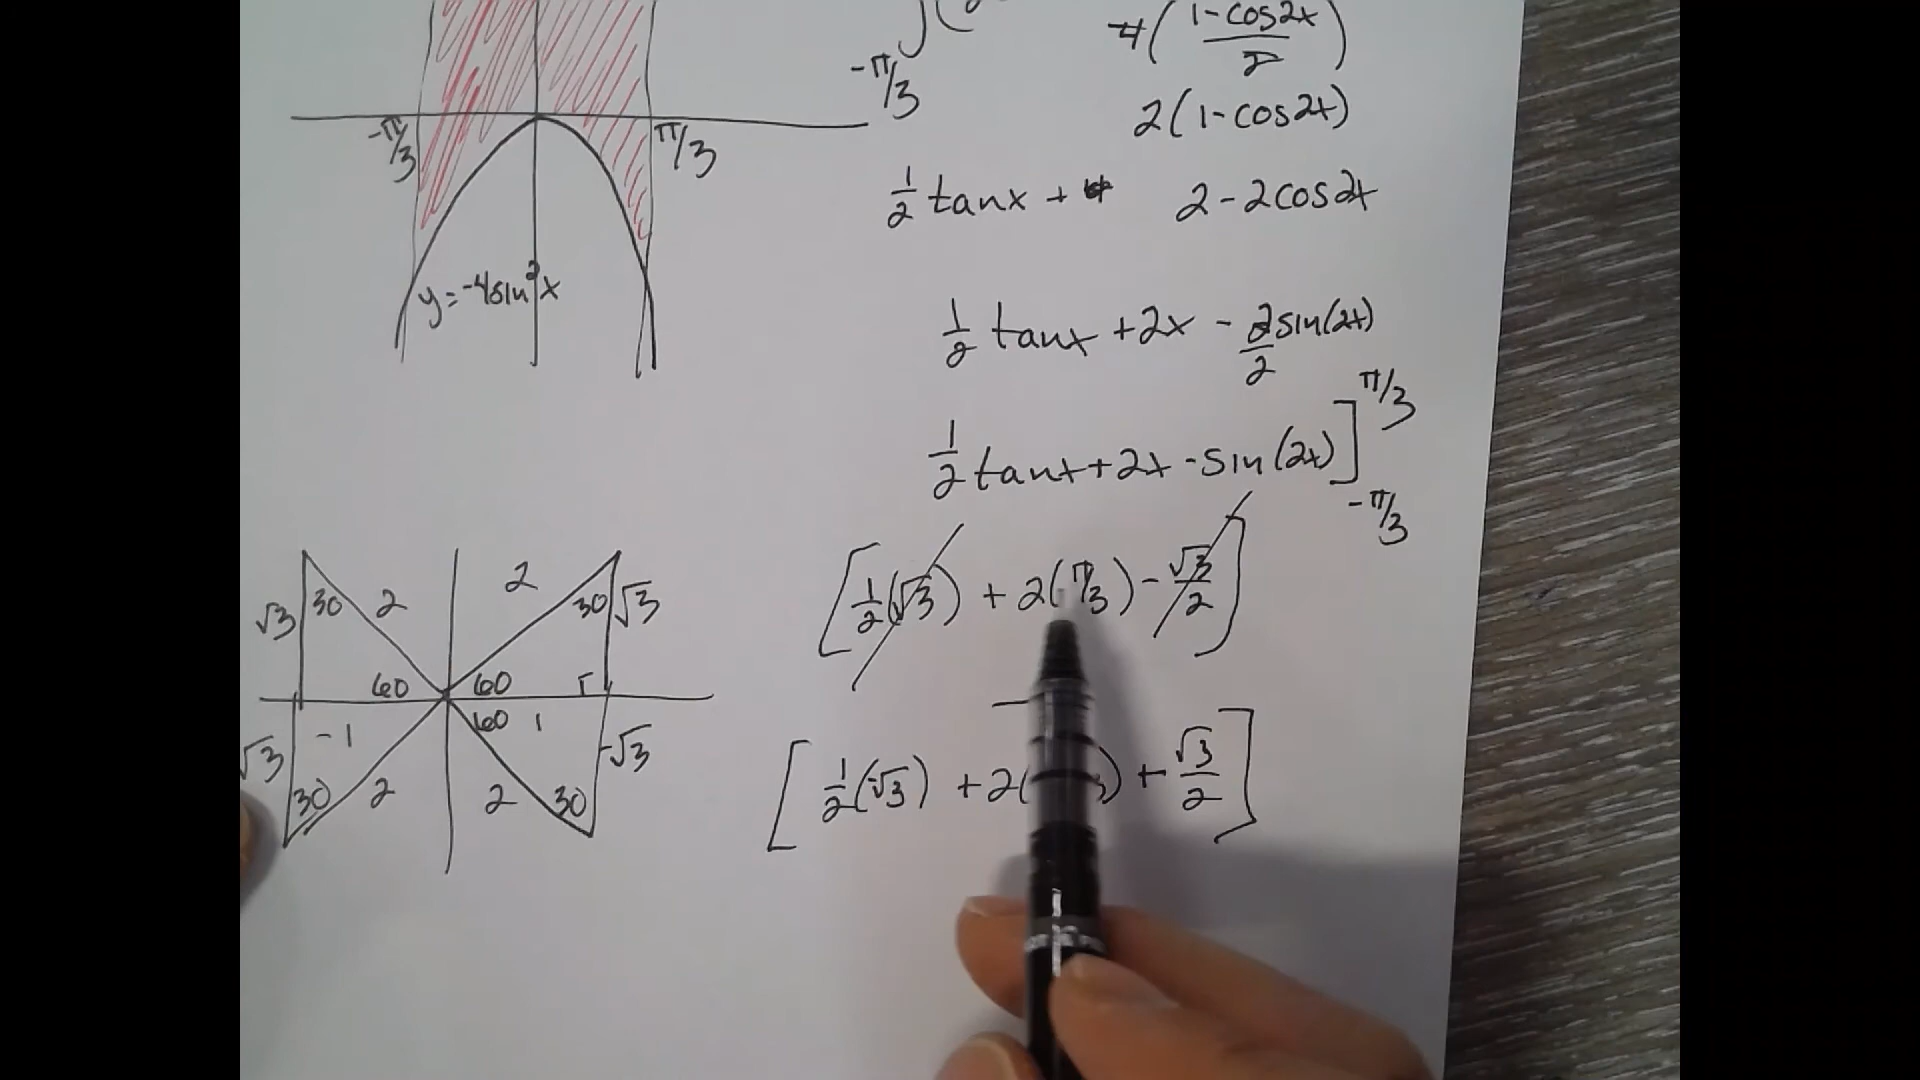 4(1-cos2x/2)
-π/3
2(1-cos2x)
-π/3 π/3
1/2 tanx + 2 - 2cos2x
y=-4sin²x
1/2 tanx +2x - 2/2 sin(2x)
1/2 tanx+2x-sin(2x)]
π/3
-π/3
[1/2(√3) + 2(π/3) - √3/2]
-
[1/2(-√3) + 2( ) + √3/2]
√3 30 2 2 30 √3
60 60
-1 60 1
√3 30 2 2 30 -√3